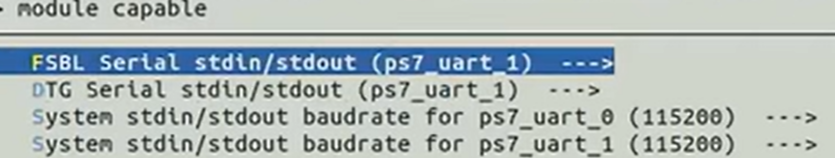 module capable
FSBL Serial stdin/stdout (ps7_uart_1)  --->
DTG Serial stdin/stdout (ps7_uart_1)  --->
System stdin/stdout baudrate for ps7_uart_0 (115200)  --->
System stdin/stdout baudrate for ps7_uart_1 (115200)  --->